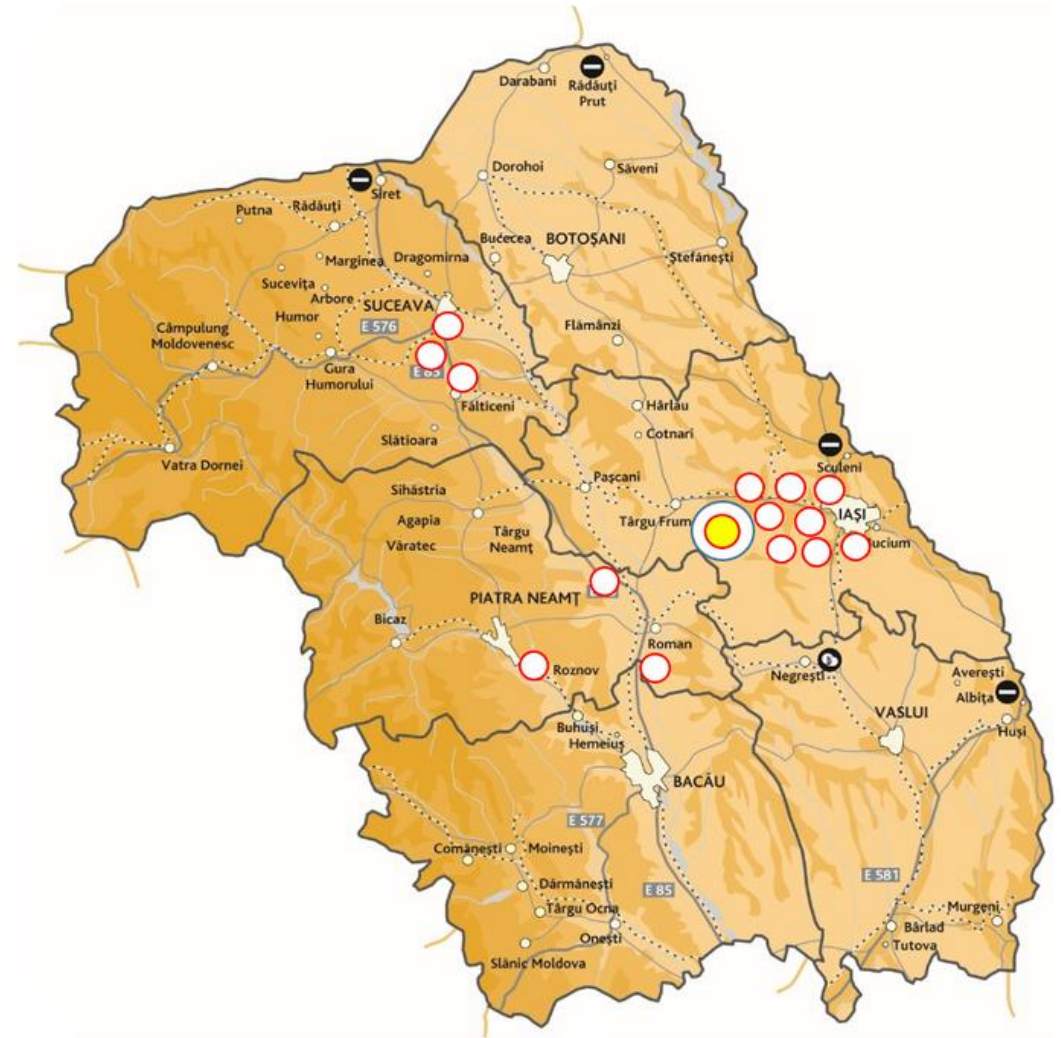 Darabani
Rădăuți
Prut
Dorohoi
Săveni
Siret
Putna
Rădăuți
Bucecea
BOTOȘANI
Ștefănești
Marginea
Dragomirna
Sucevița
Arbore
SUCEAVA
Humor
E 576
Flămânzi
Câmpulung
Moldovenesc
Gura
Humorului
Fălticeni
Hârlău
Cotnari
Slătioara
Vatra Dornei
Sculeni
Pașcani
Sihăstria
IAȘI
Agapia
Târgu
Neamț
Târgu Frum
Văratec
ucium
PIATRA NEAMȚ
Bicaz
Roman
Roznov
Negrești
Averești
Albița
VASLUI
Huși
Buhuși
Hemeiuș
BACĂU
E 577
Comănești
Moinești
E 85
E 581
Dărmănești
Târgu Ocna
Murgeni
Bârlad
Onești
Tutova
Slănic Moldova